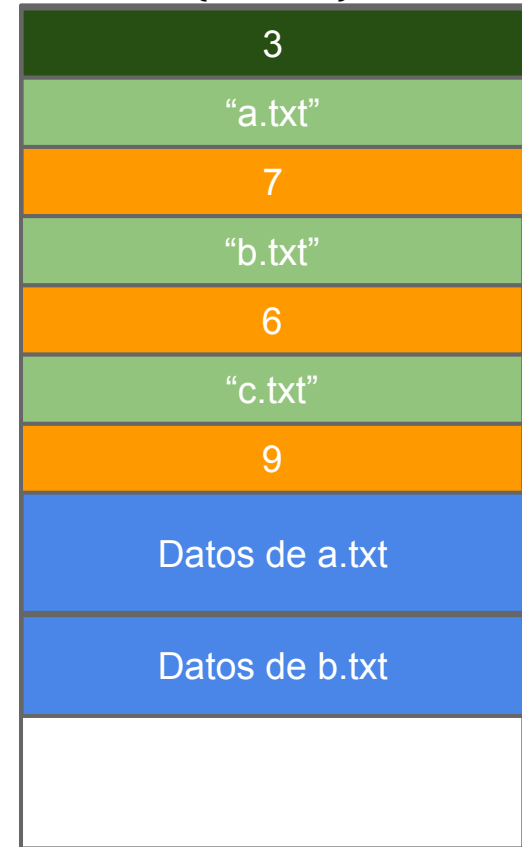 3
“a.txt”
7
“b.txt”
6
“c.txt”
9
Datos de a.txt
Datos de b.txt